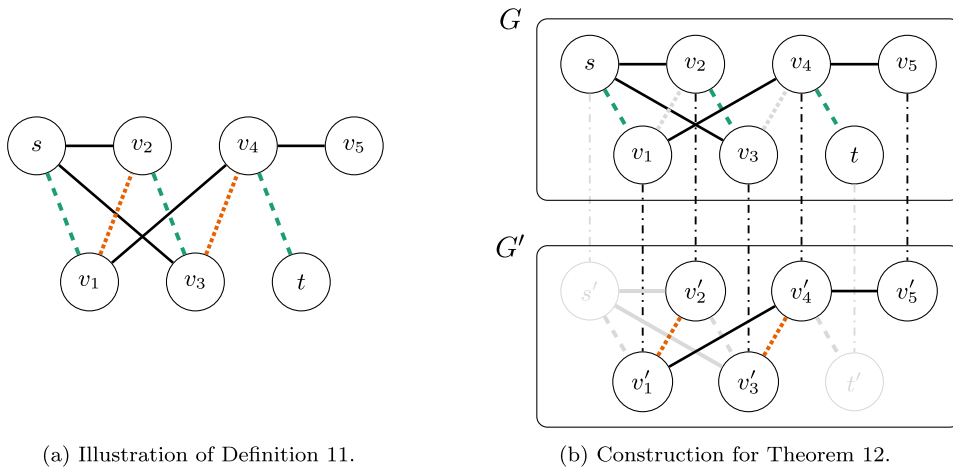 G
s v₂ v₄ v₅
v₁ v₃ t
s v₂ v₄ v₅
v₁ v₃ t
G′
s′ v′₂ v′₄ v′₅
v′₁ v′₃ t′
(a) Illustration of Definition 11.
(b) Construction for Theorem 12.